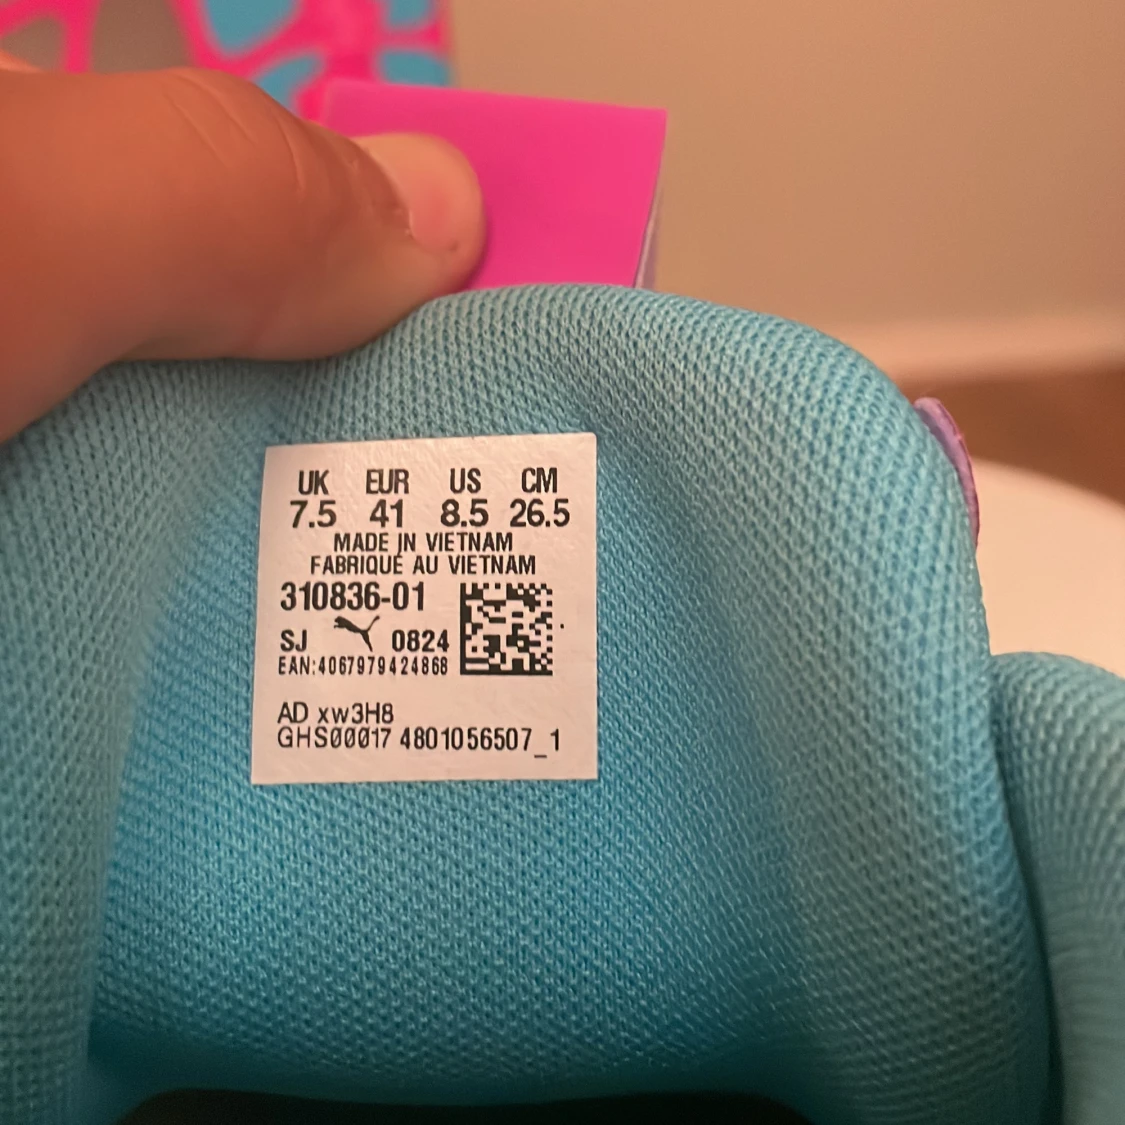 UK EUR US CM
7.5 41 8.5 26.5
MADE IN VIETNAM
FABRIQUÉ AU VIETNAM
310836-01
SJ 0824
EAN:4067979424868
AD xw3H8
GHS00017 4801056507_1